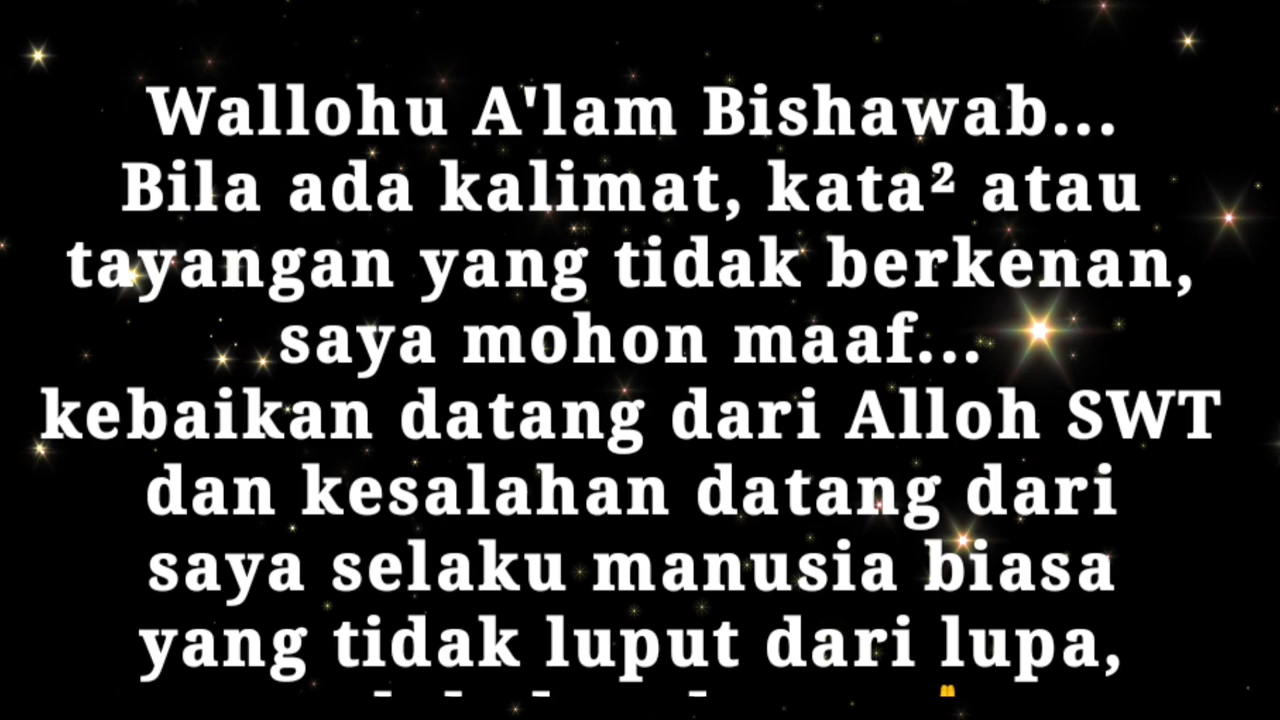 Wallohu A'lam Bishawab...
Bila ada kalimat, kata² atau
tayangan yang tidak berkenan,
saya mohon maaf...
kebaikan datang dari Alloh SWT
dan kesalahan datang dari
saya selaku manusia biasa
yang tidak luput dari lupa,